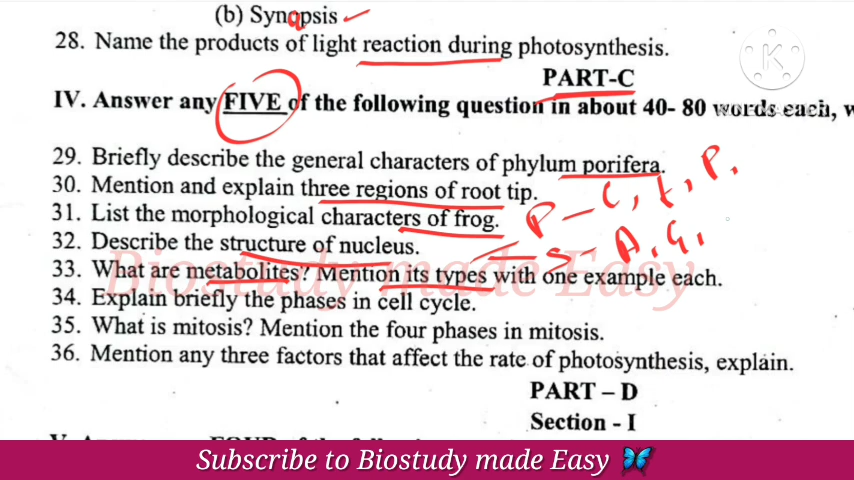 (b) Synapsis
28. Name the products of light reaction during photosynthesis.
PART-C
IV. Answer any FIVE of the following question in about 40- 80 words each, w
29. Briefly describe the general characters of phylum porifera.
30. Mention and explain three regions of root tip.
31. List the morphological characters of frog.
P - C, F, P,
32. Describe the structure of nucleus.
S - A, G,
33. What are metabolites? Mention its types with one example each.
Biostudy made Easy
34. Explain briefly the phases in cell cycle.
35. What is mitosis? Mention the four phases in mitosis.
36. Mention any three factors that affect the rate of photosynthesis, explain.
PART – D
Section - I
Subscribe to Biostudy made Easy